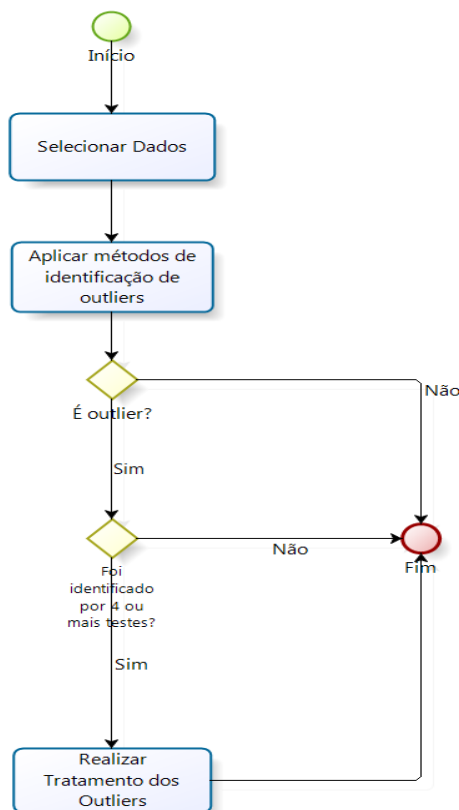 Início
Selecionar Dados
Aplicar métodos de
identificação de
outliers
É outlier?
Não
Sim
Não
Fim
Foi
identificado
por 4 ou
mais testes?
Sim
Realizar
Tratamento dos
Outliers